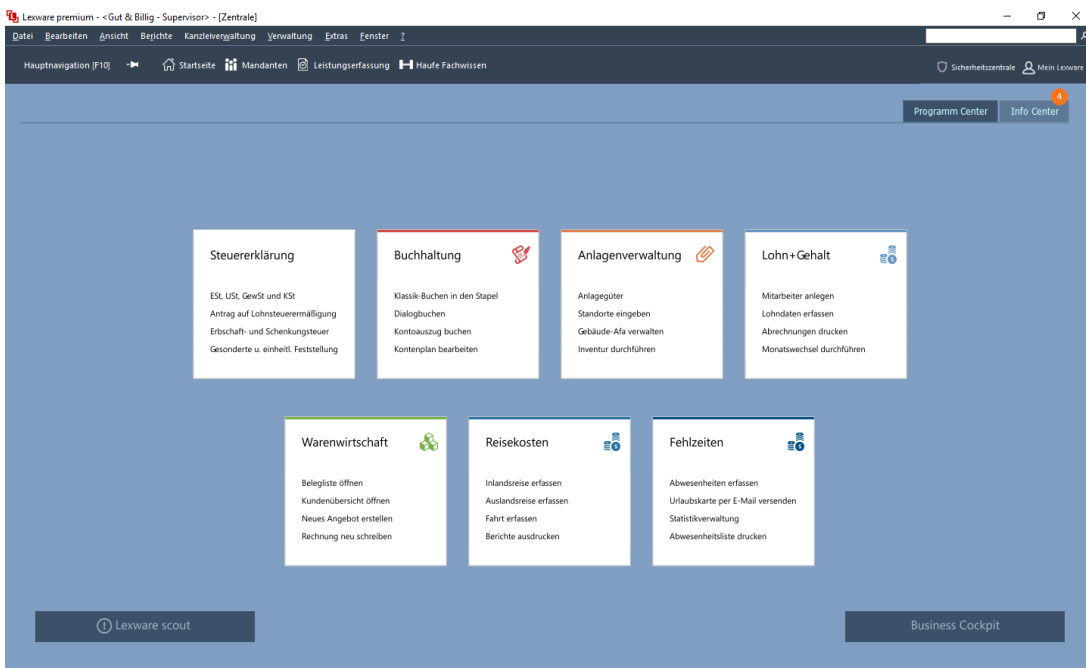 Lexware premium - <Gut & Billig - Supervisor> - [Zentrale]
Datei Bearbeiten Ansicht Berichte Kanzleiverwaltung Verwaltung Extras Fenster ?
Hauptnavigation [F10] Startseite Mandanten Leistungserfassung Haufe Fachwissen Sicherheitszentrale Mein Lexware
4
Programm Center Info Center
Steuererklärung
ESt, USt, GewSt und KSt
Antrag auf Lohnsteuerermäßigung
Erbschaft- und Schenkungsteuer
Gesonderte u. einheitl. Feststellung
Buchhaltung
Klassik-Buchen in den Stapel
Dialogbuchen
Kontoauszug buchen
Kontenplan bearbeiten
Anlagenverwaltung
Anlagegüter
Standorte eingeben
Gebäude-Afa verwalten
Inventur durchführen
Lohn+Gehalt
Mitarbeiter anlegen
Lohndaten erfassen
Abrechnungen drucken
Monatswechsel durchführen
Warenwirtschaft
Belegliste öffnen
Kundenübersicht öffnen
Neues Angebot erstellen
Rechnung neu schreiben
Reisekosten
Inlandsreise erfassen
Auslandsreise erfassen
Fahrt erfassen
Berichte ausdrucken
Fehlzeiten
Abwesenheiten erfassen
Urlaubskarte per E-Mail versenden
Statistikverwaltung
Abwesenheitsliste drucken
Lexware scout
Business Cockpit